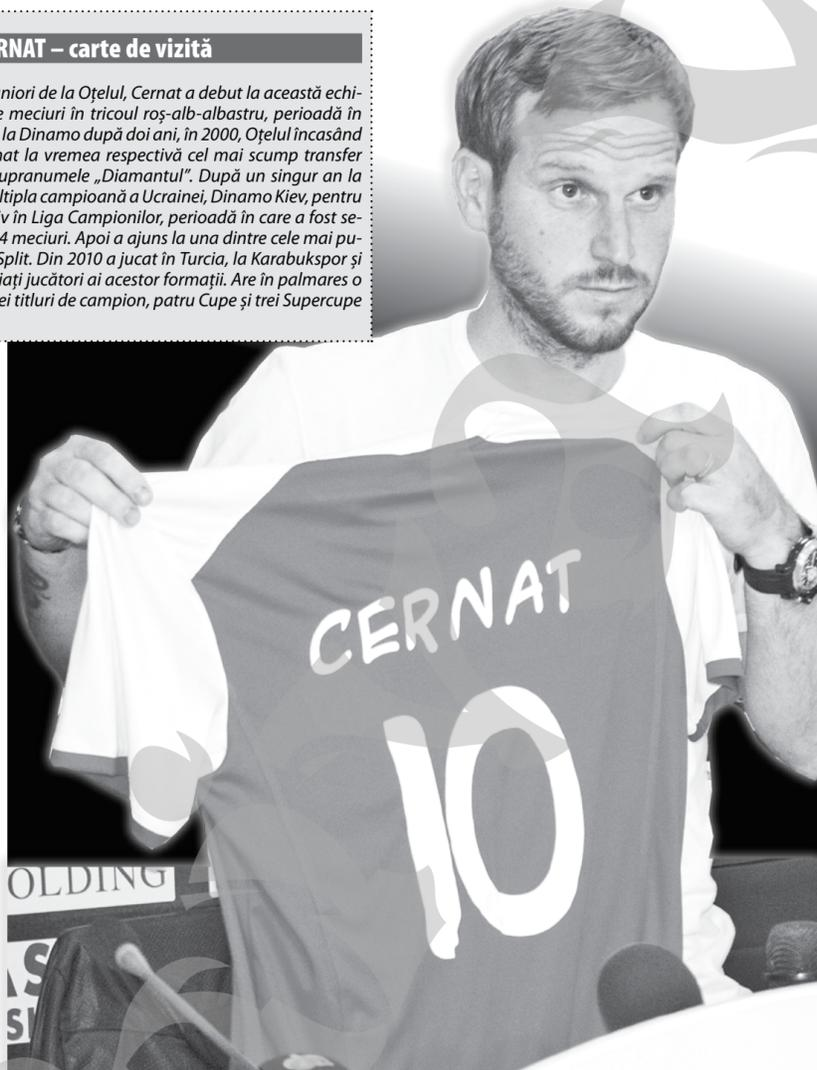 RNAT – carte de vizită
niori de la Oțelul, Cernat a debut la această echi-
e meciuri în tricoul roș-alb-albastru, perioadă în
la Dinamo după doi ani, în 2000, Oțelul încasând
nat la vremea respectivă cel mai scump transfer
upranumele „Diamantul”. După un singur an la
ltipla campioană a Ucrainei, Dinamo Kiev, pentru
iv în Liga Campionilor, perioadă în care a fost se-
4 meciuri. Apoi a ajuns la una dintre cele mai pu-
Split. Din 2010 a jucat în Turcia, la Karabukspor și
iați jucători ai acestor formații. Are în palmares o
ei titluri de campion, patru Cupe și trei Supercupe
CERNAT
10
OLDING
AS
SI